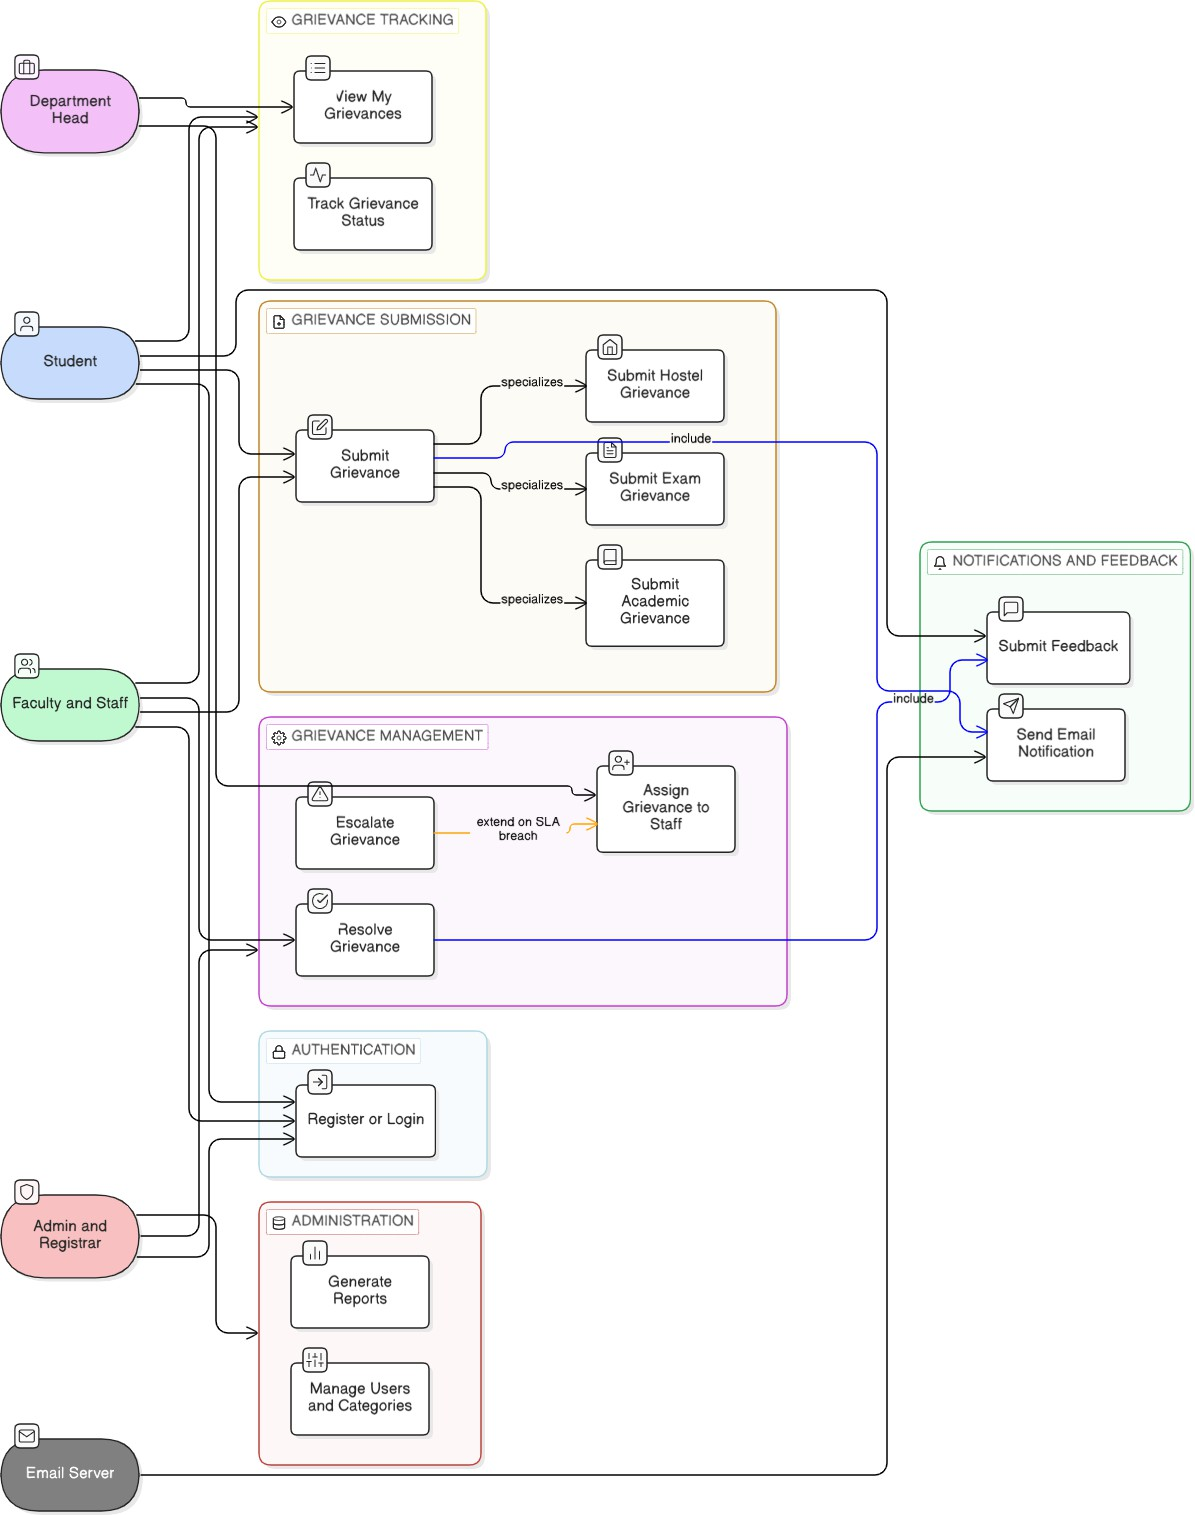 GRIEVANCE TRACKING
Department
Head
View My
Grievances
Track Grievance
Status
Student
GRIEVANCE SUBMISSION
Submit Hostel
Grievance
specializes
include
Submit
Grievance
Submit Exam
Grievance
specializes
Submit
Academic
Grievance
specializes
NOTIFICATIONS AND FEEDBACK
Submit Feedback
include
Send Email
Notification
Faculty and Staff
GRIEVANCE MANAGEMENT
Assign
Grievance to
Staff
Escalate
Grievance
extend on SLA
breach
Resolve
Grievance
AUTHENTICATION
Register or Login
Admin and
Registrar
ADMINISTRATION
Generate
Reports
Manage Users
and Categories
Email Server